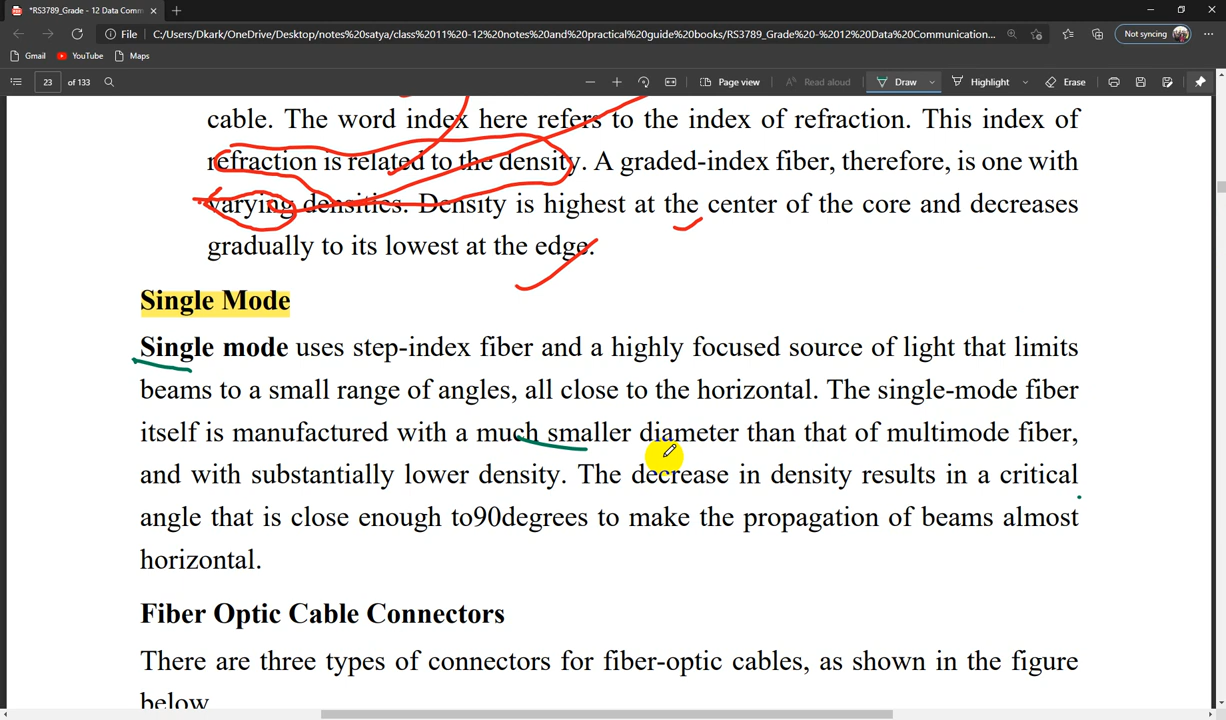 *RS3789_Grade - 12 Data Comm
File C:/Users/Dkark/OneDrive/Desktop/notes%20satya/class%2011%20-12%20notes%20and%20practical%20guide%20books/RS3789_Grade%20-%2012%20Data%20Communication... Not syncing
Gmail YouTube Maps
23 of 133 Page view Read aloud Draw Highlight Erase
cable. The word index here refers to the index of refraction. This index of
refraction is related to the density. A graded-index fiber, therefore, is one with
varying densities. Density is highest at the center of the core and decreases
gradually to its lowest at the edge.
Single Mode
Single mode uses step-index fiber and a highly focused source of light that limits
beams to a small range of angles, all close to the horizontal. The single-mode fiber
itself is manufactured with a much smaller diameter than that of multimode fiber,
and with substantially lower density. The decrease in density results in a critical
angle that is close enough to90degrees to make the propagation of beams almost
horizontal.
Fiber Optic Cable Connectors
There are three types of connectors for fiber-optic cables, as shown in the figure
below